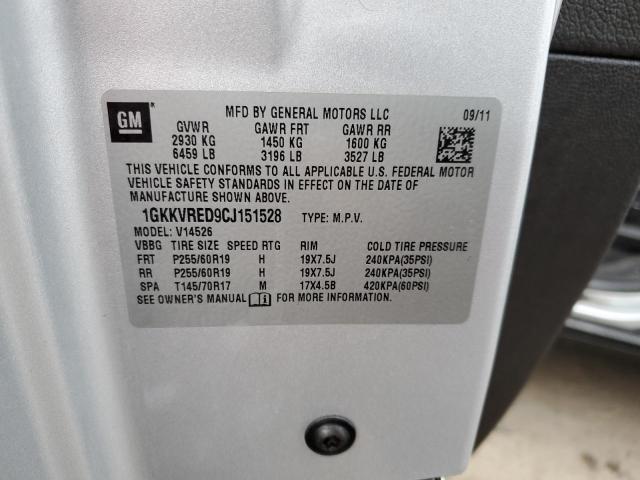 GM®
MFD BY GENERAL MOTORS LLC 09/11
GVWR GAWR FRT GAWR RR
2930 KG 1450 KG 1600 KG
6459 LB 3196 LB 3527 LB
THIS VEHICLE CONFORMS TO ALL APPLICABLE U.S. FEDERAL MOTOR
VEHICLE SAFETY STANDARDS IN EFFECT ON THE DATE OF
MANUFACTURE SHOWN ABOVE.
1GKKVRED9CJ151528 TYPE: M.P.V.
MODEL: V14526
VBBG TIRE SIZE SPEED RTG RIM COLD TIRE PRESSURE
FRT P255/60R19 H 19X7.5J 240KPA(35PSI)
RR P255/60R19 H 19X7.5J 240KPA(35PSI)
SPA T145/70R17 M 17X4.5B 420KPA(60PSI)
SEE OWNER'S MANUAL FOR MORE INFORMATION.